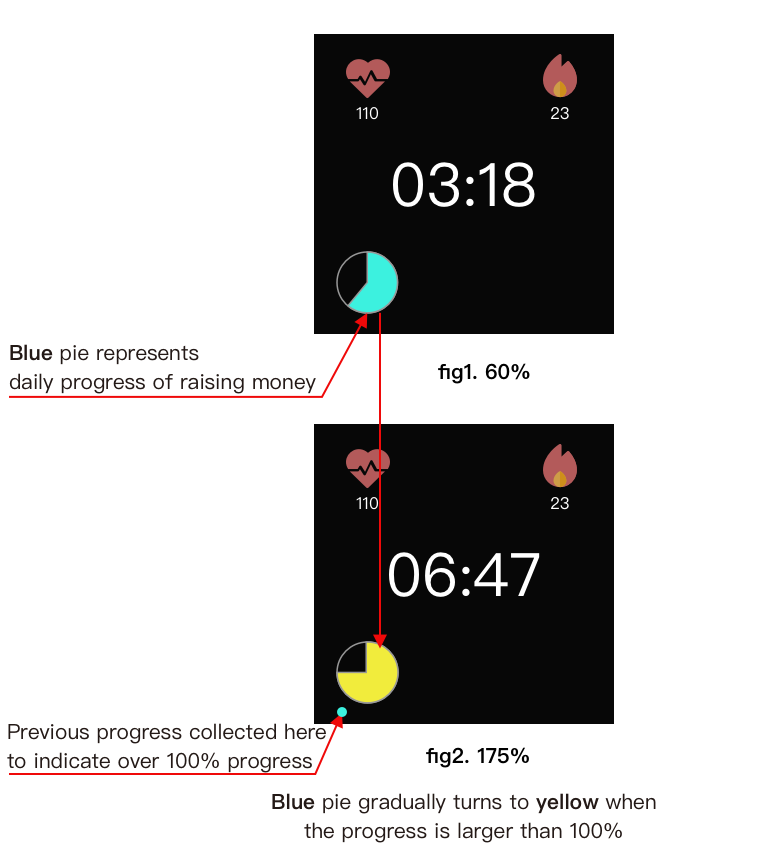 110
23
03:18
Blue pie represents
daily progress of raising money
fig1. 60%
110
23
06:47
Previous progress collected here
to indicate over 100% progress
fig2. 175%
Blue pie gradually turns to yellow when
the progress is larger than 100%